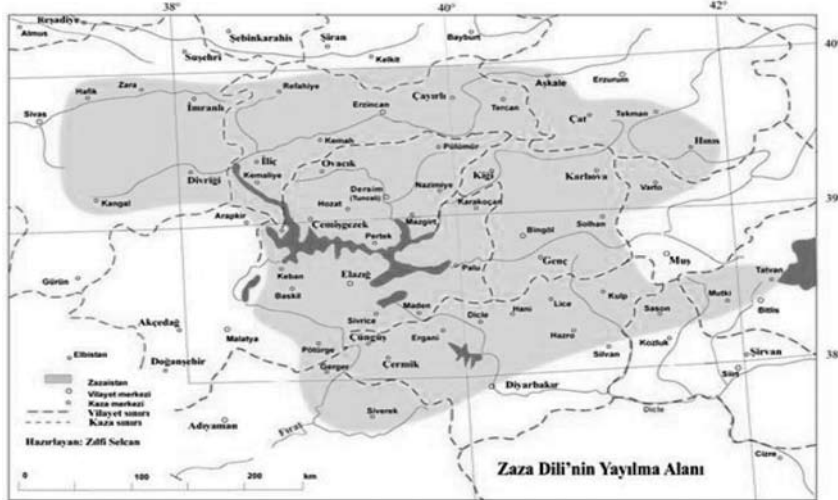 38° 40° 42°
Reşadiye
Almus
Şebinkarahis
Şiran
Bayburt
40°
Suşehri
Kelkit
Aşkale
Erzurum
Hafik
Zara
İmranlı
Refahiye
Erzincan
Çayırlı
Tercan
Çat
Tekman
Sivas
Kemah
Pülümür
Hınıs
İliç
Ovacık
Kemaliye
Divriği
Dersim
(Tunceli)
Nazimiye
Kiğı
Karlıova
Varto
Kangal
Hozat
Karakoçan
39°
Arapkir
Çemişgezek
Mazgirt
Solhan
Pertek
Bingöl
Muş
Gürün
Keban
Elazığ
Palu
Genç
Tatvan
Baskil
Maden
Hani
Lice
Kulp
Mutki
Bitlis
Akçedağ
Malatya
Sivrice
Dicle
Sason
Elbistan
Pötürge
Çüngüş
Ergani
Hazro
Silvan
Kozluk
Şirvan
38°
Doğanşehir
Gerger
Çermik
Siirt
Zazaistan
Vilayet merkezi
Kaza merkezi
Vilayet sınırı
Kaza sınırı
Diyarbakır
Adıyaman
Siverek
Fırat
Dicle
Hazırlayan: Zılfi Selcan
Cizre
0 100 200 km
Zaza Dili'nin Yayılma Alanı